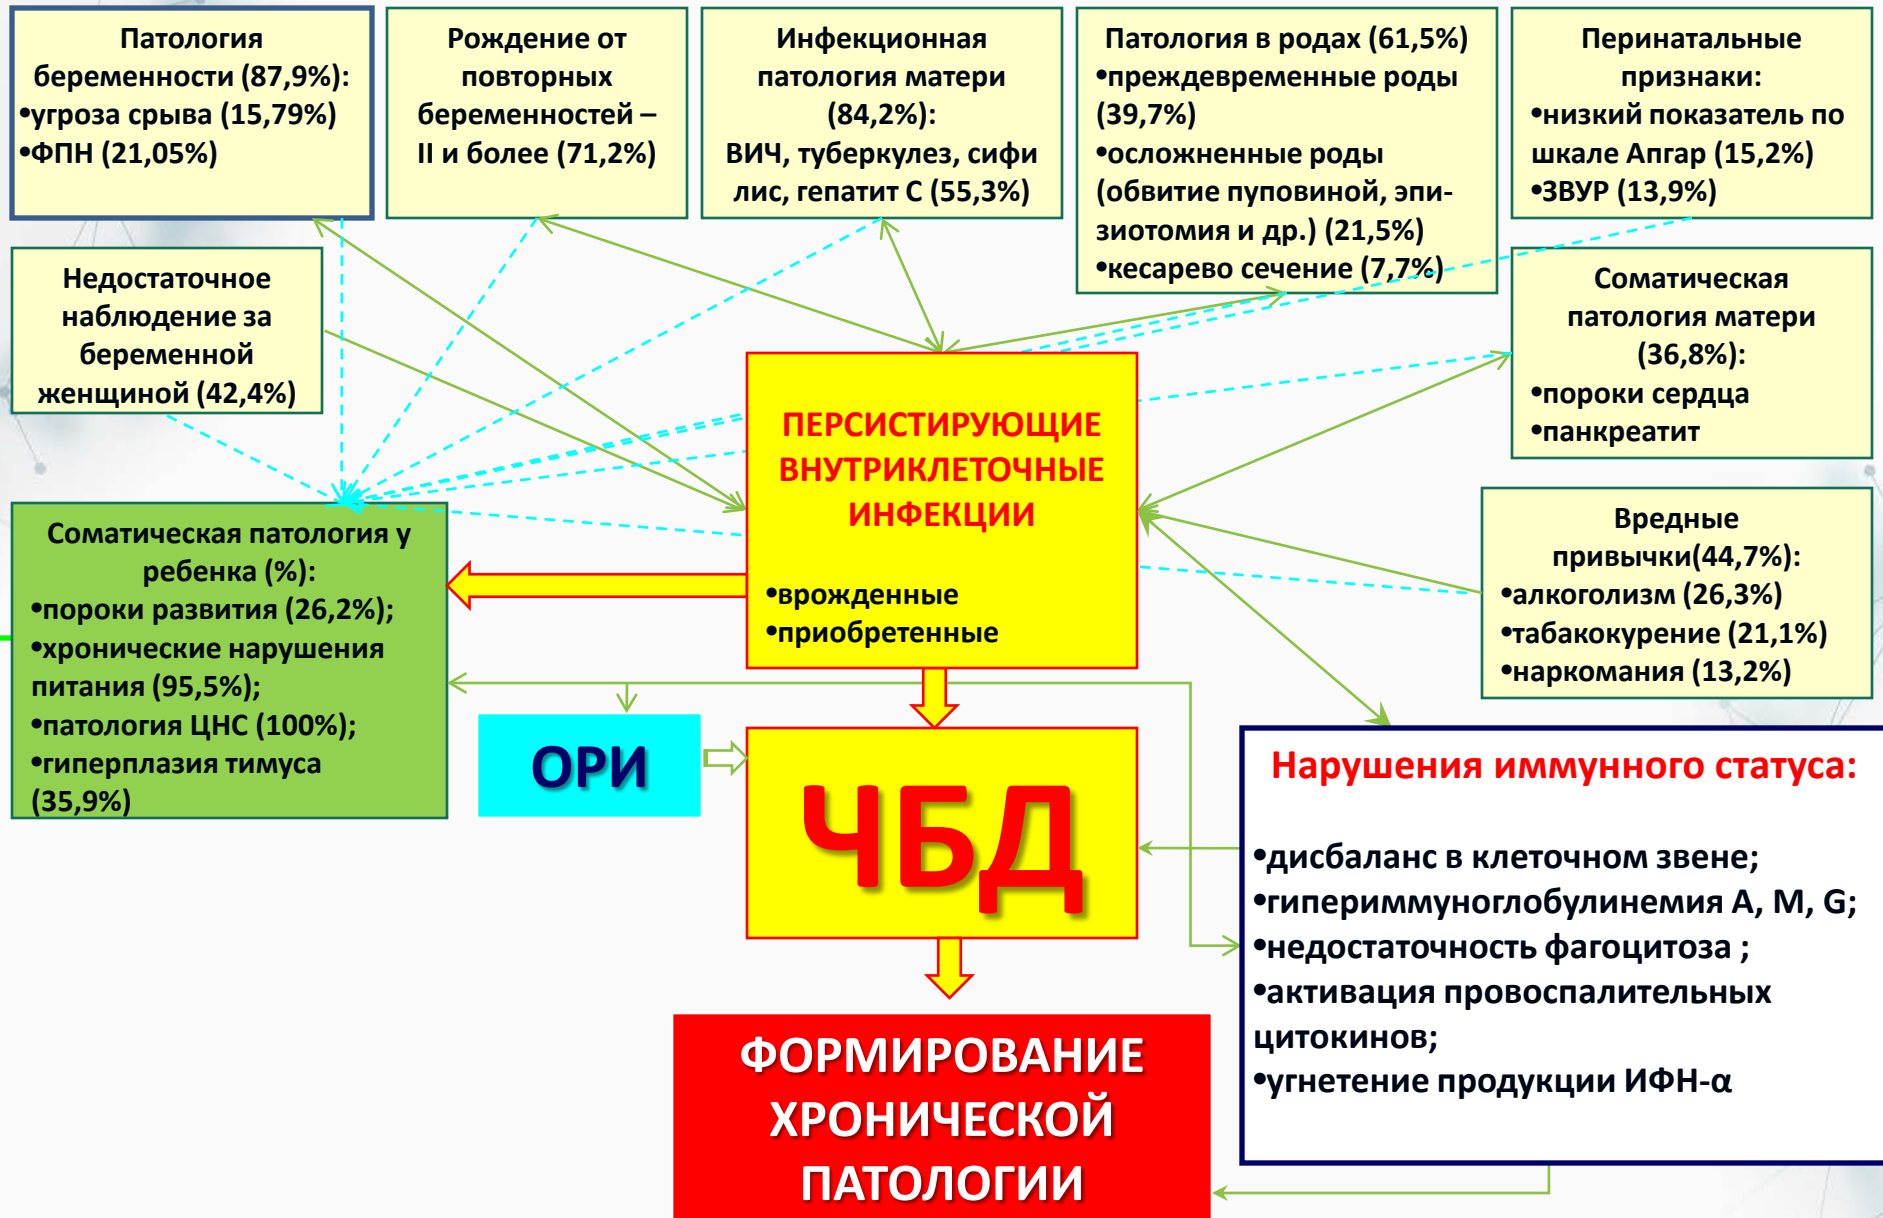 Патология
беременности (87,9%):
•угроза срыва (15,79%)
•ФПН (21,05%)
Рождение от
повторных
беременностей –
II и более (71,2%)
Инфекционная
патология матери
(84,2%):
ВИЧ, туберкулез, сифи
лис, гепатит С (55,3%)
Патология в родах (61,5%)
•преждевременные роды
(39,7%)
•осложненные роды
(обвитие пуповиной, эпи-
зиотомия и др.) (21,5%)
•кесарево сечение (7,7%)
Перинатальные
признаки:
•низкий показатель по
шкале Апгар (15,2%)
•ЗВУР (13,9%)
Недостаточное
наблюдение за
беременной
женщиной (42,4%)
Соматическая
патология матери
(36,8%):
•пороки сердца
•панкреатит
ПЕРСИСТИРУЮЩИЕ
ВНУТРИКЛЕТОЧНЫЕ
ИНФЕКЦИИ
•врожденные
•приобретенные
Соматическая патология у
ребенка (%):
•пороки развития (26,2%);
•хронические нарушения
питания (95,5%);
•патология ЦНС (100%);
•гиперплазия тимуса
(35,9%)
Вредные
привычки(44,7%):
•алкоголизм (26,3%)
•табакокурение (21,1%)
•наркомания (13,2%)
ОРИ
ЧБД
Нарушения иммунного статуса:
•дисбаланс в клеточном звене;
•гипериммуноглобулинемия A, M, G;
•недостаточность фагоцитоза ;
•активация провоспалительных
цитокинов;
•угнетение продукции ИФН-α
ФОРМИРОВАНИЕ
ХРОНИЧЕСКОЙ
ПАТОЛОГИИ